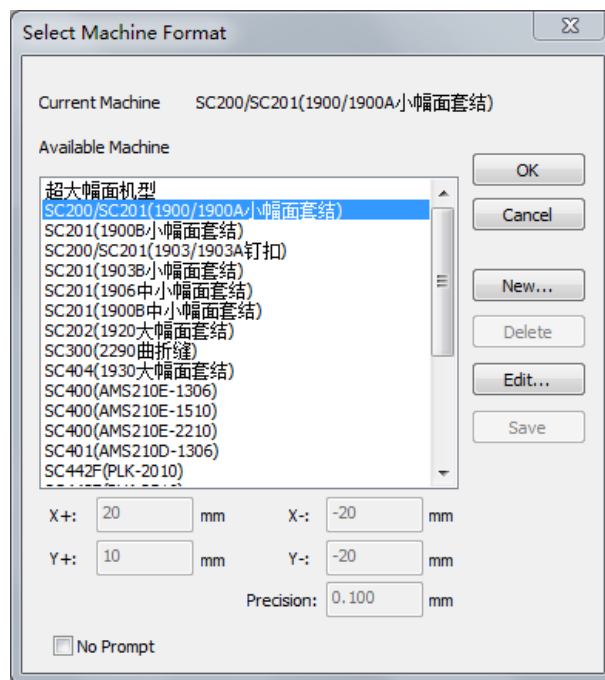 Select Machine Format
Current Machine SC200/SC201(1900/1900A小幅面套结)
Available Machine
超大幅面机型
SC200/SC201(1900/1900A小幅面套结)
SC201(1900B小幅面套结)
SC200/SC201(1903/1903A钉扣)
SC201(1903B小幅面套结)
SC201(1906中小幅面套结)
SC201(1900B中小幅面套结)
SC202(1920大幅面套结)
SC300(2290曲折缝)
SC404(1930大幅面套结)
SC400(AMS210E-1306)
SC400(AMS210E-1510)
SC400(AMS210E-2210)
SC401(AMS210D-1306)
SC442F(PLK-2010)
OK
Cancel
New...
Delete
Edit...
Save
X+: 20 mm X-: -20 mm
Y+: 10 mm Y-: -20 mm
Precision: 0.100 mm
No Prompt